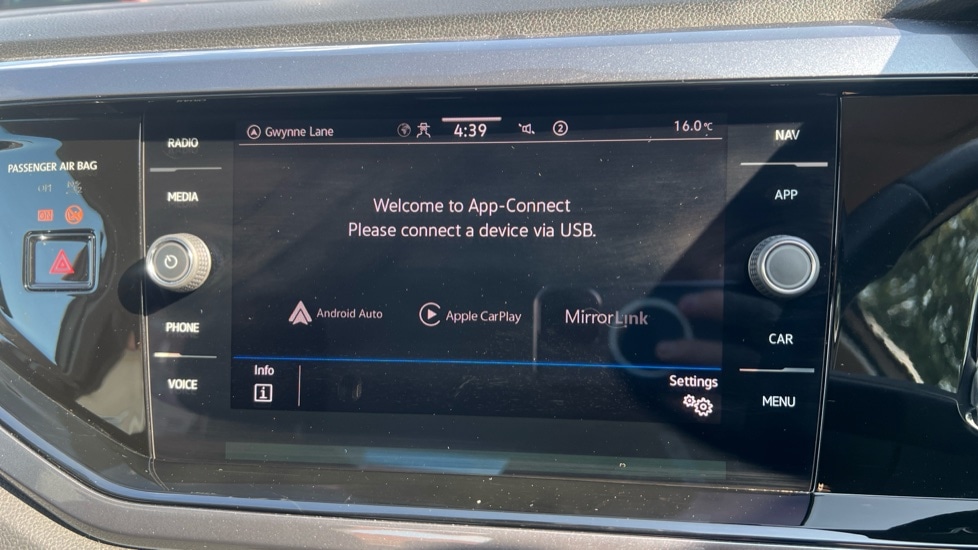 Gwynne Lane 4:39 2 16.0°C
RADIO
NAV
PASSENGER AIR BAG
MEDIA
APP
Welcome to App-Connect
Please connect a device via USB.
Android Auto Apple CarPlay MirrorLink
PHONE
CAR
VOICE
Info
Settings
MENU